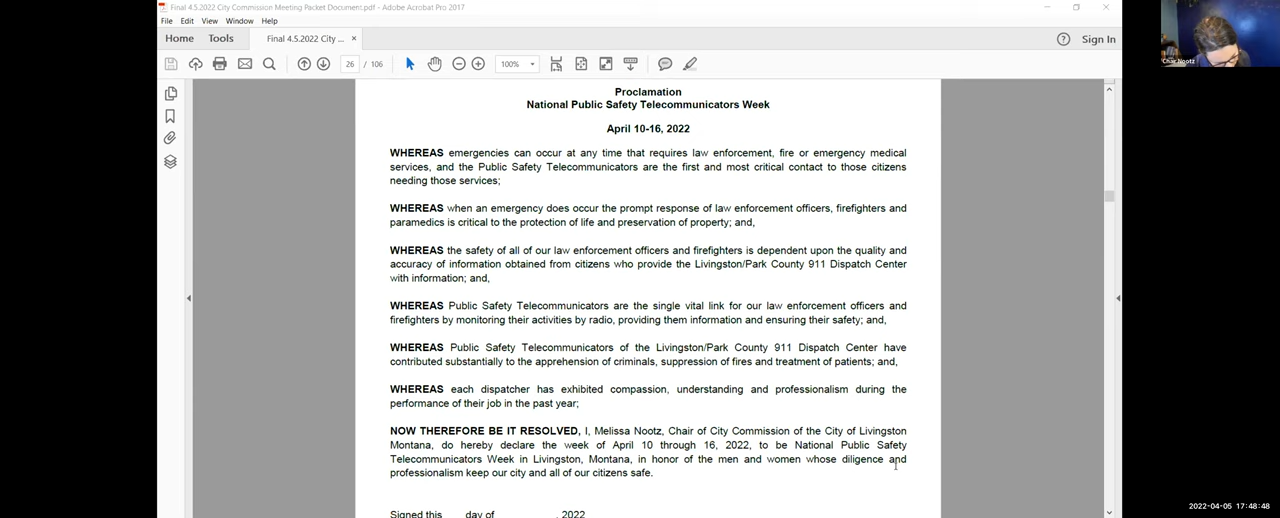 Final 4.5.2022 City Commission Meeting Packet Document.pdf - Adobe Acrobat Pro 2017
File Edit View Window Help
Home Tools Final 4.5.2022 City ... ×
Sign In
26 / 106 100%
Chair Nootz
Proclamation
National Public Safety Telecommunicators Week
April 10-16, 2022
WHEREAS emergencies can occur at any time that requires law enforcement, fire or emergency medical
services, and the Public Safety Telecommunicators are the first and most critical contact to those citizens
needing those services;
WHEREAS when an emergency does occur the prompt response of law enforcement officers, firefighters and
paramedics is critical to the protection of life and preservation of property; and,
WHEREAS the safety of all of our law enforcement officers and firefighters is dependent upon the quality and
accuracy of information obtained from citizens who provide the Livingston/Park County 911 Dispatch Center
with information; and,
WHEREAS Public Safety Telecommunicators are the single vital link for our law enforcement officers and
firefighters by monitoring their activities by radio, providing them information and ensuring their safety; and,
WHEREAS Public Safety Telecommunicators of the Livingston/Park County 911 Dispatch Center have
contributed substantially to the apprehension of criminals, suppression of fires and treatment of patients; and,
WHEREAS each dispatcher has exhibited compassion, understanding and professionalism during the
performance of their job in the past year;
NOW THEREFORE BE IT RESOLVED, I, Melissa Nootz, Chair of City Commission of the City of Livingston
Montana, do hereby declare the week of April 10 through 16, 2022, to be National Public Safety
Telecommunicators Week in Livingston, Montana, in honor of the men and women whose diligence and
professionalism keep our city and all of our citizens safe.
Signed this day of , 2022
2022-04-05 17:48:48